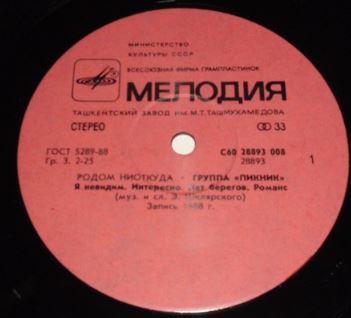 МИНИСТЕРСТВО
КУЛЬТУРЫ СССР
ВСЕСОЮЗНАЯ ФИРМА ГРАМПЛАСТИНОК
МЕЛОДИЯ
ТАШКЕНТСКИЙ ЗАВОД ИМ. М.Т. ТАШМУХАМЕДОВА
СТЕРЕО 33
ГОСТ 5289-88 С60 28893 008
Гр. 3. 2-25 28893 1
РОДОМ НИОТКУДА - ГРУППА «ПИКНИК»
Я невидим. Интересно. Нет берегов. Романс
(муз. и сл. Э. Шклярского)
Запись 1988 г.